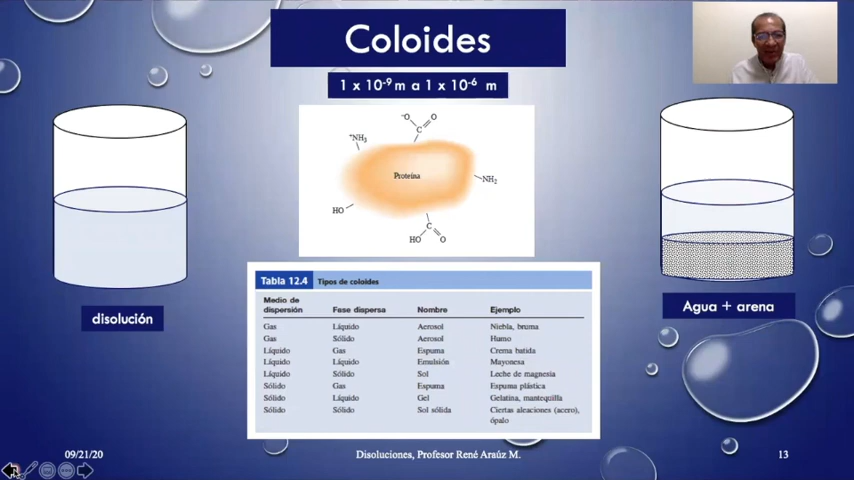 Coloides
1 x 10-9 m a 1 x 10-6 m
-O
O
C
+NH3
Proteína
NH2
HO
C
HO
O
disolución
Agua + arena
Tabla 12.4 Tipos de coloides
Medio de dispersión Fase dispersa Nombre Ejemplo
Gas Líquido Aerosol Niebla, bruma
Gas Sólido Aerosol Humo
Líquido Gas Espuma Crema batida
Líquido Líquido Emulsión Mayonesa
Líquido Sólido Sol Leche de magnesia
Sólido Gas Espuma Espuma plástica
Sólido Líquido Gel Gelatina, mantequilla
Sólido Sólido Sol sólida Ciertas aleaciones (acero),
ópalo
09/21/20 Disoluciones, Profesor René Araúz M. 13